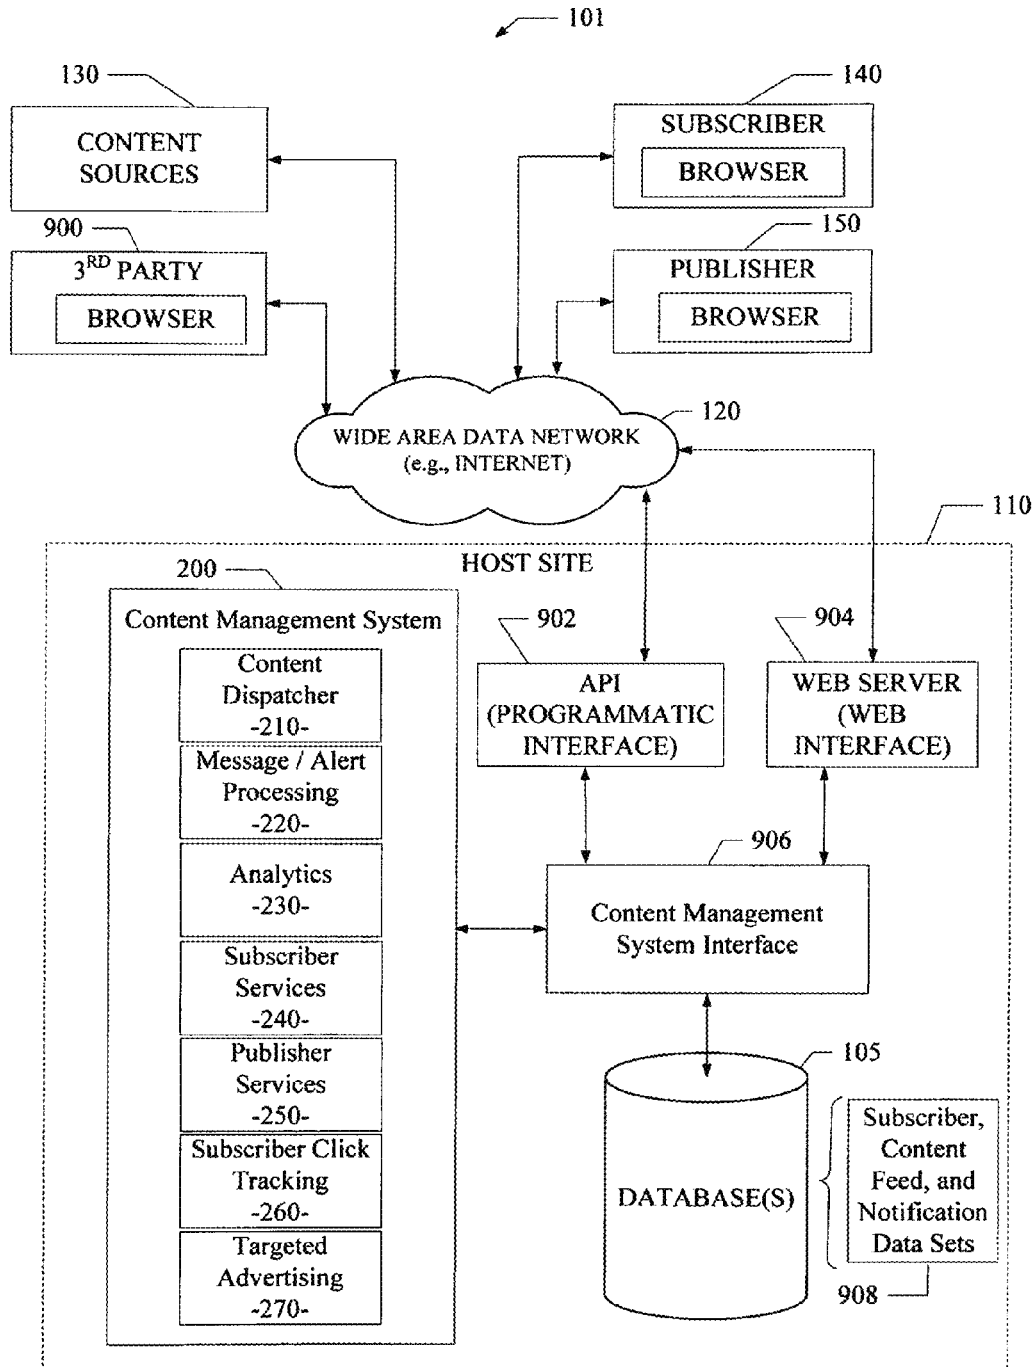 101
130
CONTENT
SOURCES
140
SUBSCRIBER
BROWSER
900
3RD PARTY
BROWSER
150
PUBLISHER
BROWSER
120
WIDE AREA DATA NETWORK
(e.g., INTERNET)
110
HOST SITE
200
Content Management System
Content
Dispatcher
-210-
Message / Alert
Processing
-220-
Analytics
-230-
Subscriber
Services
-240-
Publisher
Services
-250-
Subscriber Click
Tracking
-260-
Targeted
Advertising
-270-
902
API
(PROGRAMMATIC
INTERFACE)
904
WEB SERVER
(WEB
INTERFACE)
906
Content Management
System Interface
105
DATABASE(S)
Subscriber,
Content
Feed, and
Notification
Data Sets
908